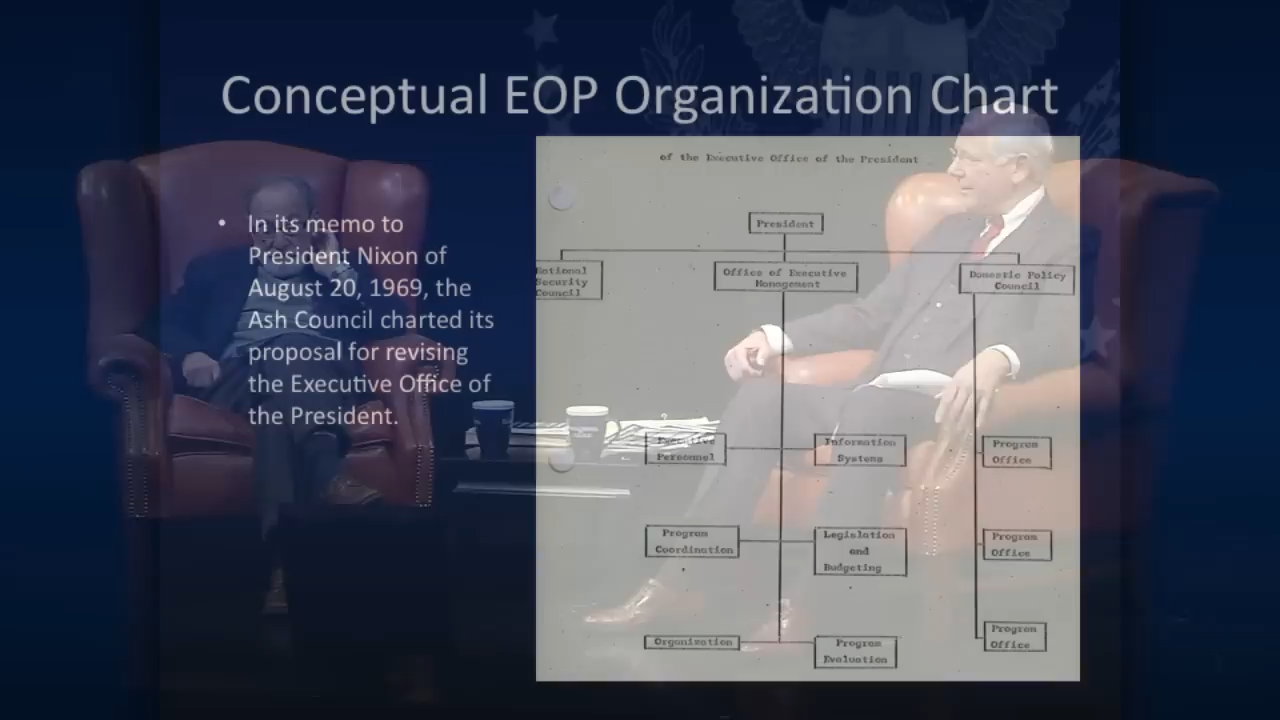 Conceptual EOP Organization Chart
• In its memo to
President Nixon of
August 20, 1969, the
Ash Council charted its
proposal for revising
the Executive Office of
the President.
of the Executive Office of the President
President
National
Security
Council
Office of Executive
Management
Domestic Policy
Council
Executive
Personnel
Information
Systems
Program
Office
Program
Coordination
Legislation
and
Budgeting
Program
Office
Organization
Program
Evaluation
Program
Office